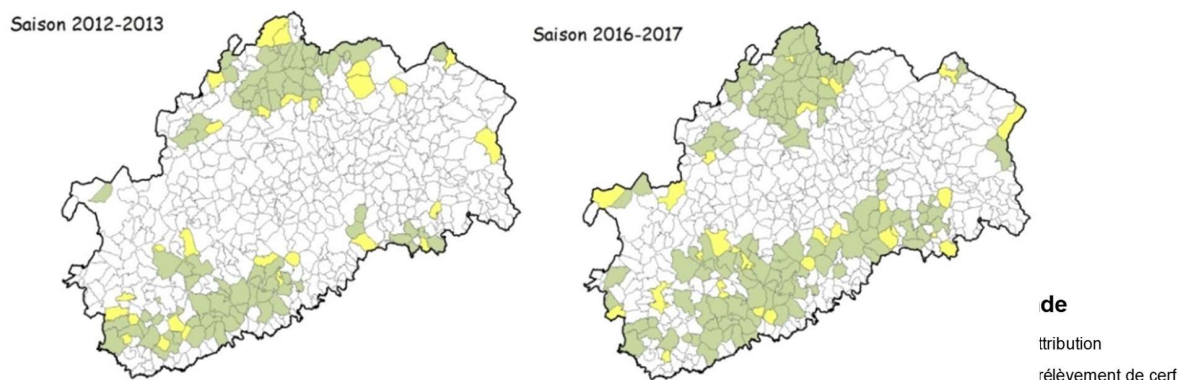 Saison 2012-2013
Saison 2016-2017
de
ttribution
rélèvement de cerf